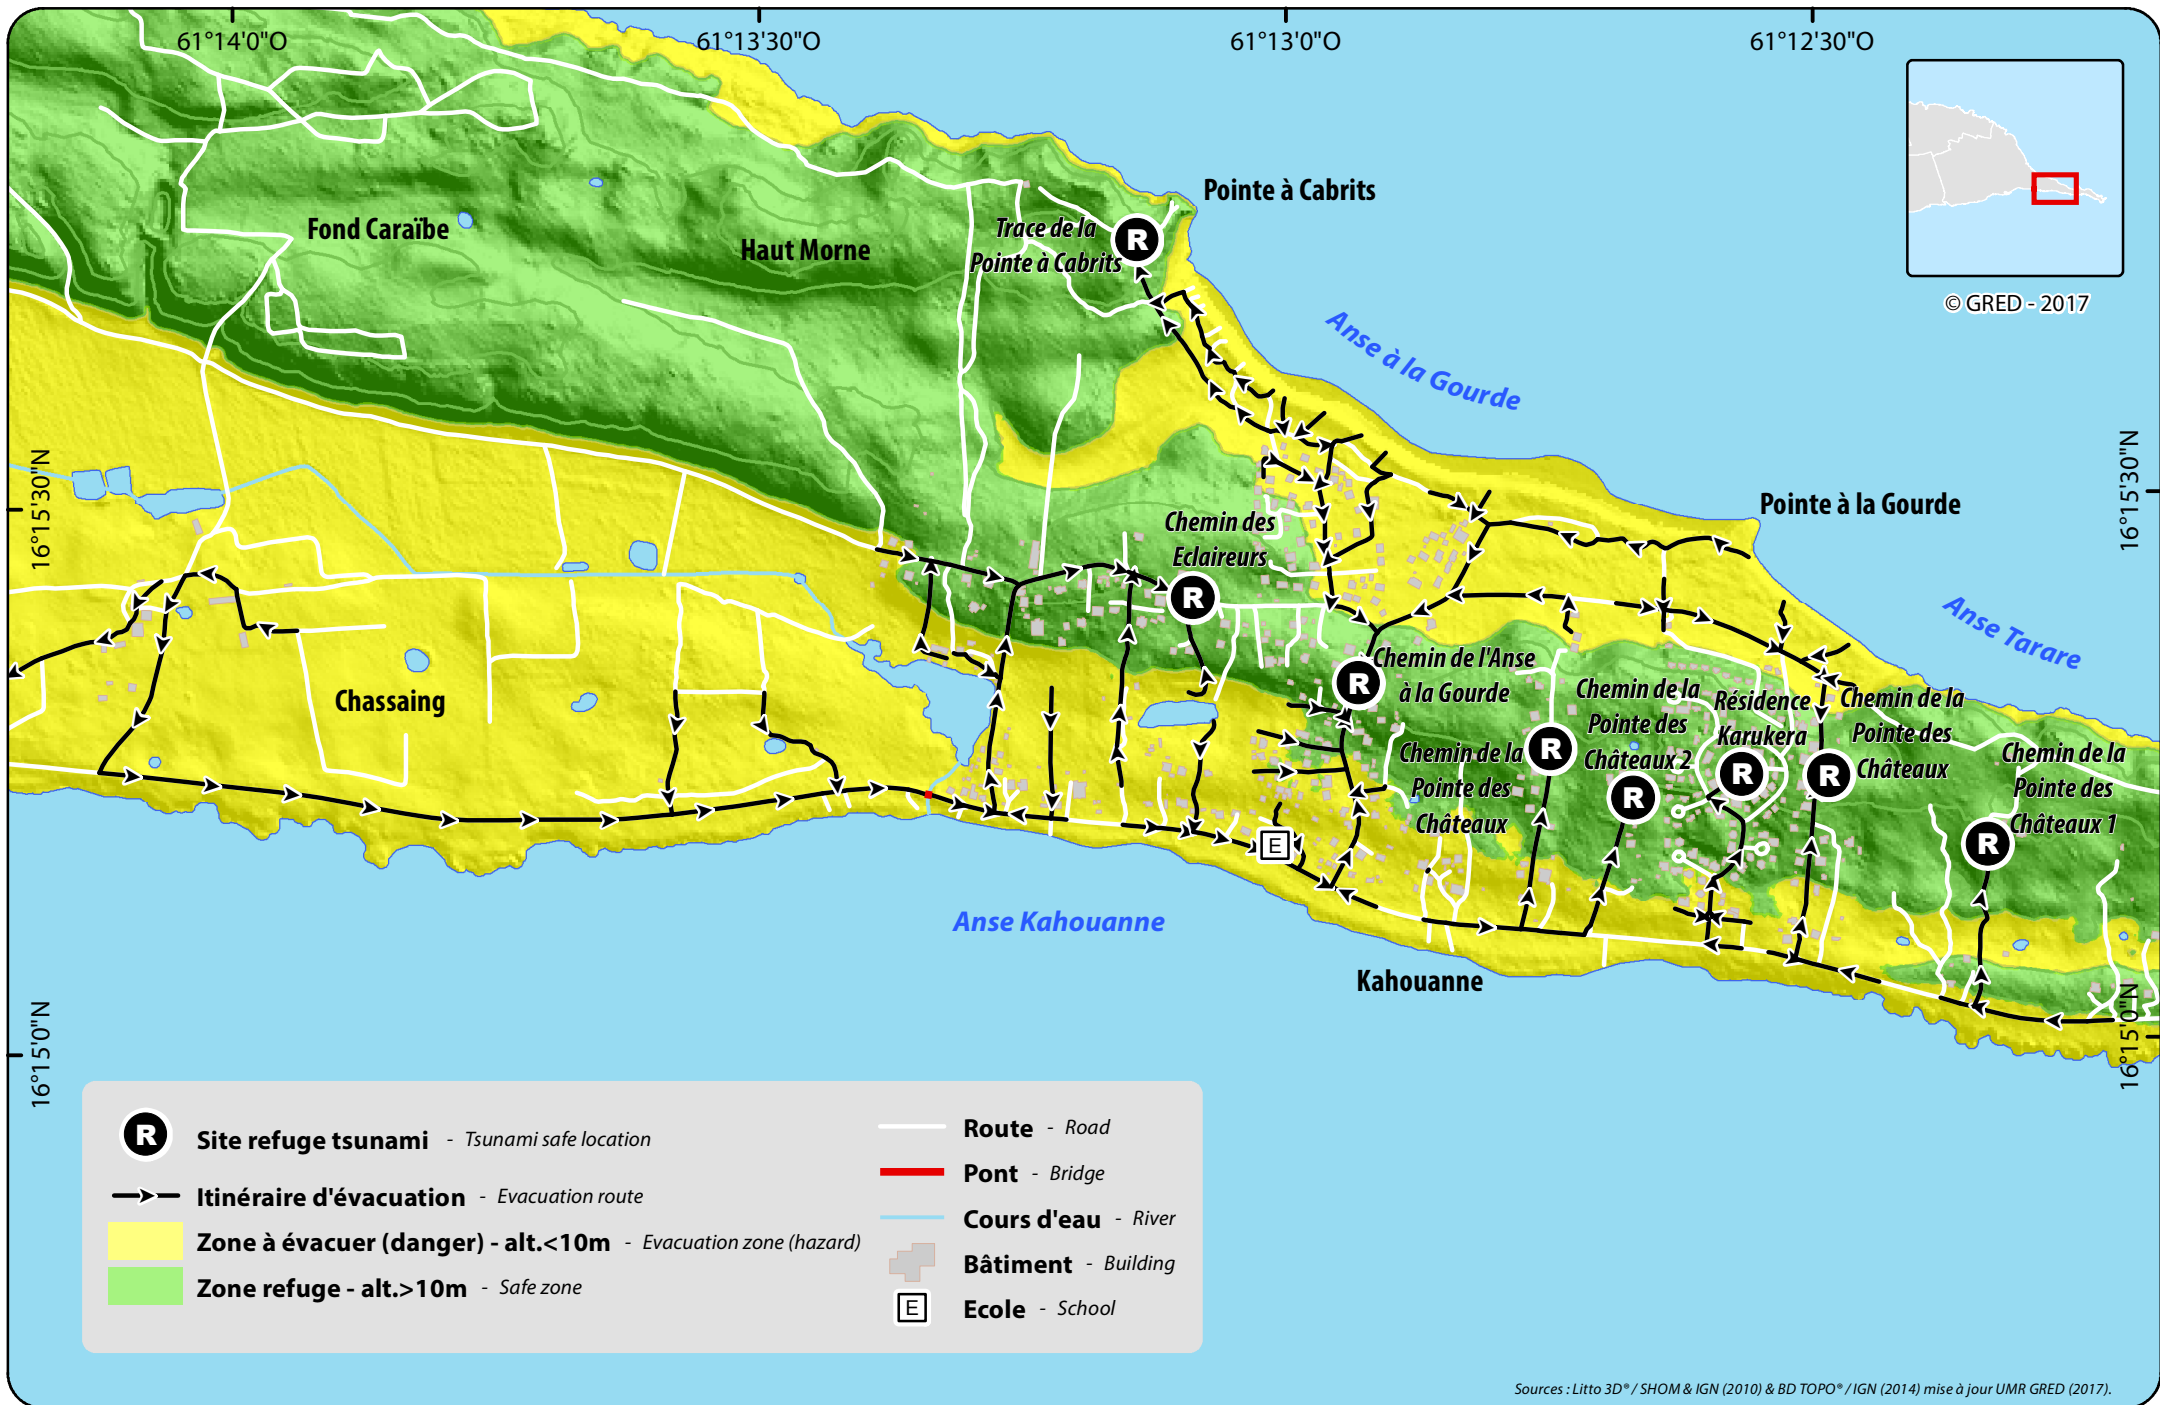 61°14'0"O
61°13'30"O
61°13'0"O
61°12'30"O
© GRED - 2017
Pointe à Cabrits
Fond Caraïbe
Haut Morne
Trace de la
Pointe à Cabrits
R
Anse à la Gourde
16°15'30"N
16°15'30"N
Pointe à la Gourde
Chemin des
Eclaireurs
R
Anse Tarare
Chassaing
Chemin de l'Anse
à la Gourde
R
Chemin de la
Pointe des
Châteaux
R
Chemin de la
Pointe des
Châteaux 2
R
Résidence
Karukera
R
Chemin de la
Pointe des
Châteaux
R
Chemin de la
Pointe des
Châteaux 1
R
E
Anse Kahouanne
Kahouanne
16°15'0"N
16°15'0"N
R Site refuge tsunami - Tsunami safe location
Itinéraire d'évacuation - Evacuation route
Zone à évacuer (danger) - alt.<10m - Evacuation zone (hazard)
Zone refuge - alt.>10m - Safe zone
Route - Road
Pont - Bridge
Cours d'eau - River
Bâtiment - Building
E Ecole - School
Sources : Litto 3D® / SHOM & IGN (2010) & BD TOPO® / IGN (2014) mise à jour UMR GRED (2017).